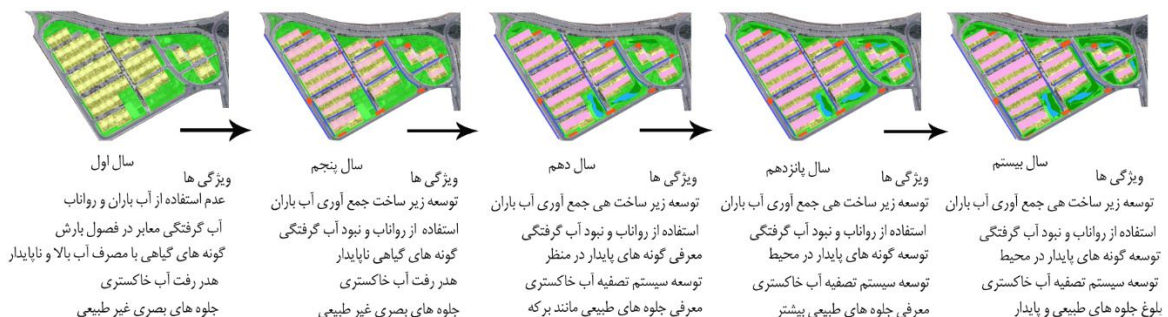 سال اول
ویژگی ها
عدم استفاده از آب باران و رواناب
آب گرفتگی معابر در فصول بارش
گونه های گیاهی با مصرف آب بالا و ناپایدار
هدر رفت آب خاکستری
جلوه های بصری غیر طبیعی
سال پنجم
ویژگی ها
توسعه زیر ساخت جمع آوری آب باران
استفاده از رواناب و نبود آب گرفتگی
گونه های گیاهی ناپایدار
هدر رفت آب خاکستری
جلوه های بصری غیر طبیعی
سال دهم
ویژگی ها
توسعه زیر ساخت هی جمع آوری آب باران
استفاده از رواناب و نبود آب گرفتگی
معرفی گونه های پایدار در منظر
توسعه سیستم تصفیه آب خاکستری
معرفی جلوه های طبیعی مانند برکه
سال پانزدهم
ویژگی ها
توسعه زیر ساخت هی جمع آوری آب باران
استفاده از رواناب و نبود آب گرفتگی
توسعه گونه های پایدار در محیط
توسعه سیستم تصفیه آب خاکستری
معرفی جلوه های طبیعی بیشتر
سال بیستم
ویژگی ها
توسعه زیر ساخت هی جمع آوری آب باران
استفاده از رواناب و نبود آب گرفتگی
توسعه گونه های پایدار در محیط
توسعه سیستم تصفیه آب خاکستری
بلوغ جلوه های طبیعی و پایدار